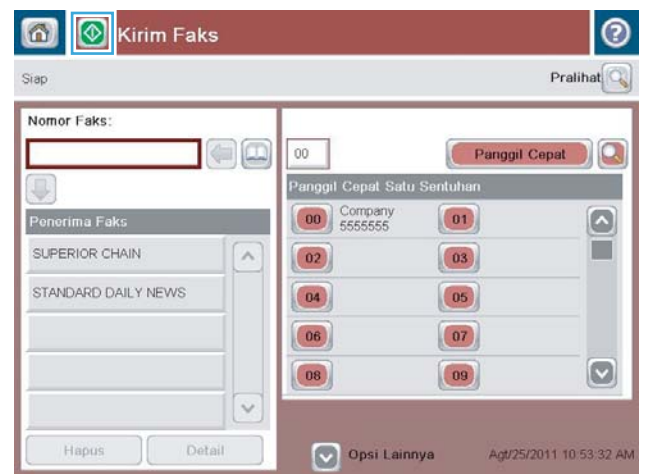 Kirim Faks
?
Siap
Pralihat
Nomor Faks:
00
Panggil Cepat
Panggil Cepat Satu Sentuhan
Penerima Faks
SUPERIOR CHAIN
STANDARD DAILY NEWS
00 Company 01
5555555
02 03
04 05
06 07
08 09
Hapus Detail
Opsi Lainnya
Agt/25/2011 10:53:32 AM